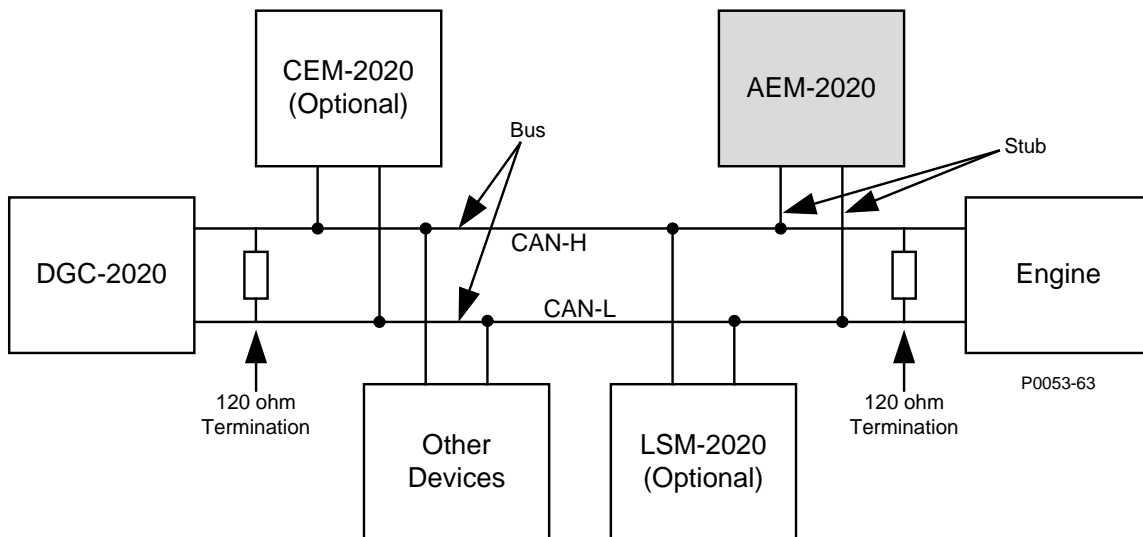 CEM-2020
(Optional)
AEM-2020
Bus
Stub
DGC-2020
CAN-H
CAN-L
Engine
P0053-63
120 ohm
Termination
120 ohm
Termination
Other
Devices
LSM-2020
(Optional)